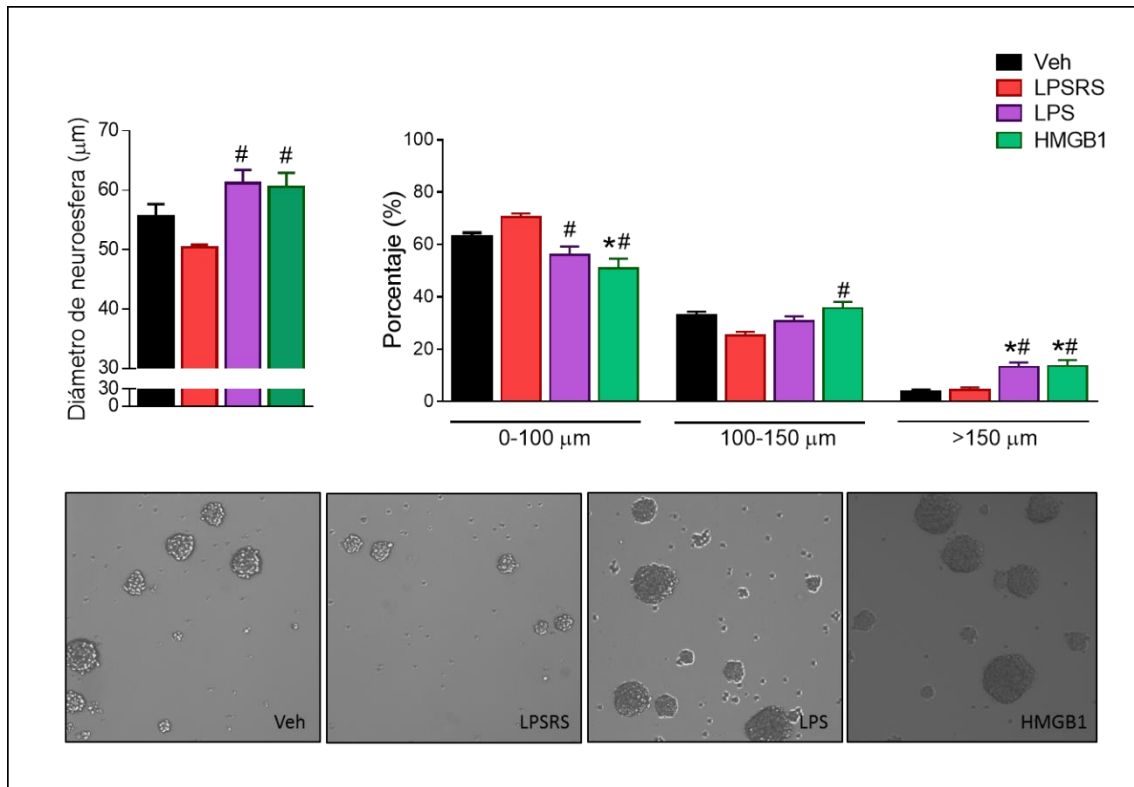 Veh
LPSRS
LPS
HMGB1
Diámetro de neuroesfera (μm)
70
60
50
40
30
30
0
# #
Porcentaje (%)
100
80
60
40
20
0
# *#
#
*# *#
0-100 μm 100-150 μm >150 μm
Veh LPSRS LPS HMGB1